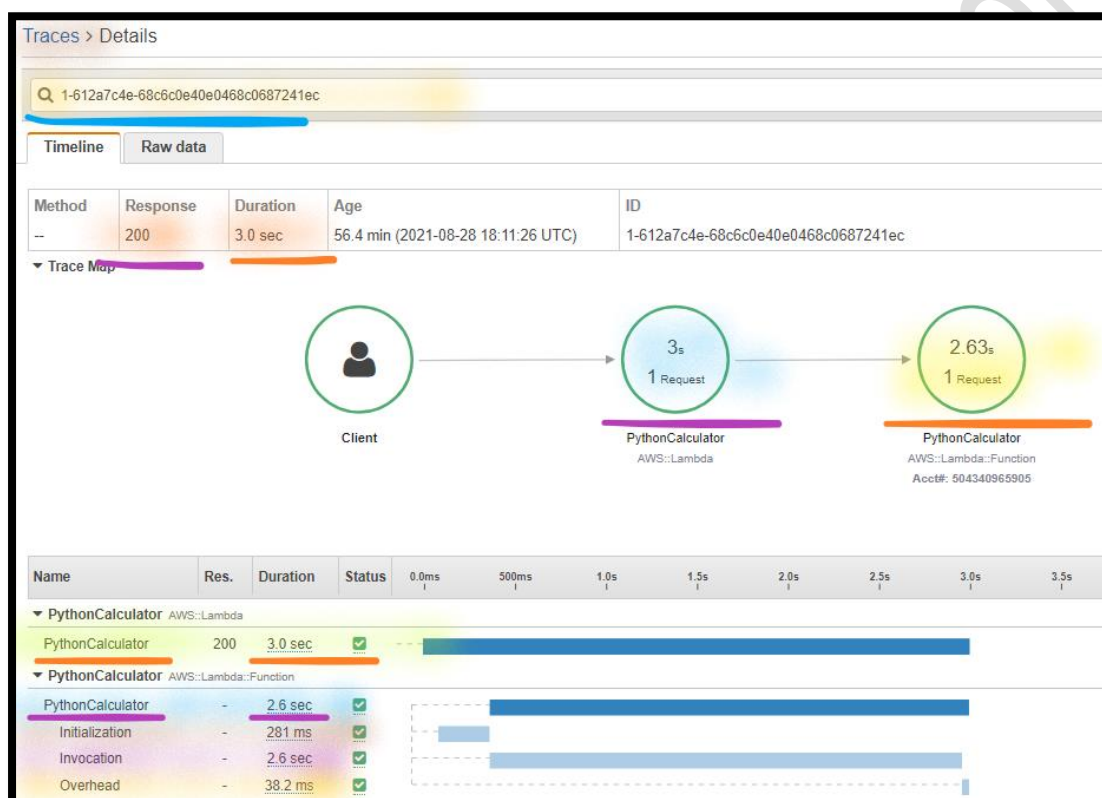 Traces > Details
1-612a7c4e-68c6c0e40e0468c0687241ec
Timeline Raw data
Method Response Duration Age ID
-- 200 3.0 sec 56.4 min (2021-08-28 18:11:26 UTC) 1-612a7c4e-68c6c0e40e0468c0687241ec
Trace Map
3s 2.63s
1 Request 1 Request
Client PythonCalculator PythonCalculator
AWS::Lambda AWS::Lambda::Function
Acct#: 504340965905
Name Res. Duration Status 0.0ms 500ms 1.0s 1.5s 2.0s 2.5s 3.0s 3.5s
PythonCalculator AWS::Lambda
PythonCalculator 200 3.0 sec
PythonCalculator AWS::Lambda::Function
PythonCalculator - 2.6 sec
Initialization - 281 ms
Invocation - 2.6 sec
Overhead - 38.2 ms